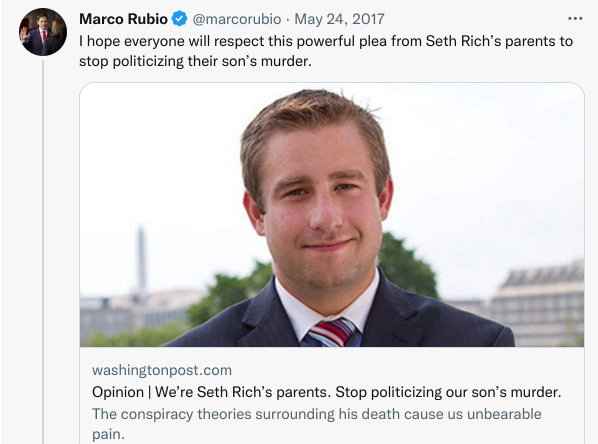 Marco Rubio @marcorubio · May 24, 2017
I hope everyone will respect this powerful plea from Seth Rich’s parents to
stop politicizing their son’s murder.
washingtonpost.com
Opinion | We’re Seth Rich’s parents. Stop politicizing our son’s murder.
The conspiracy theories surrounding his death cause us unbearable
pain.